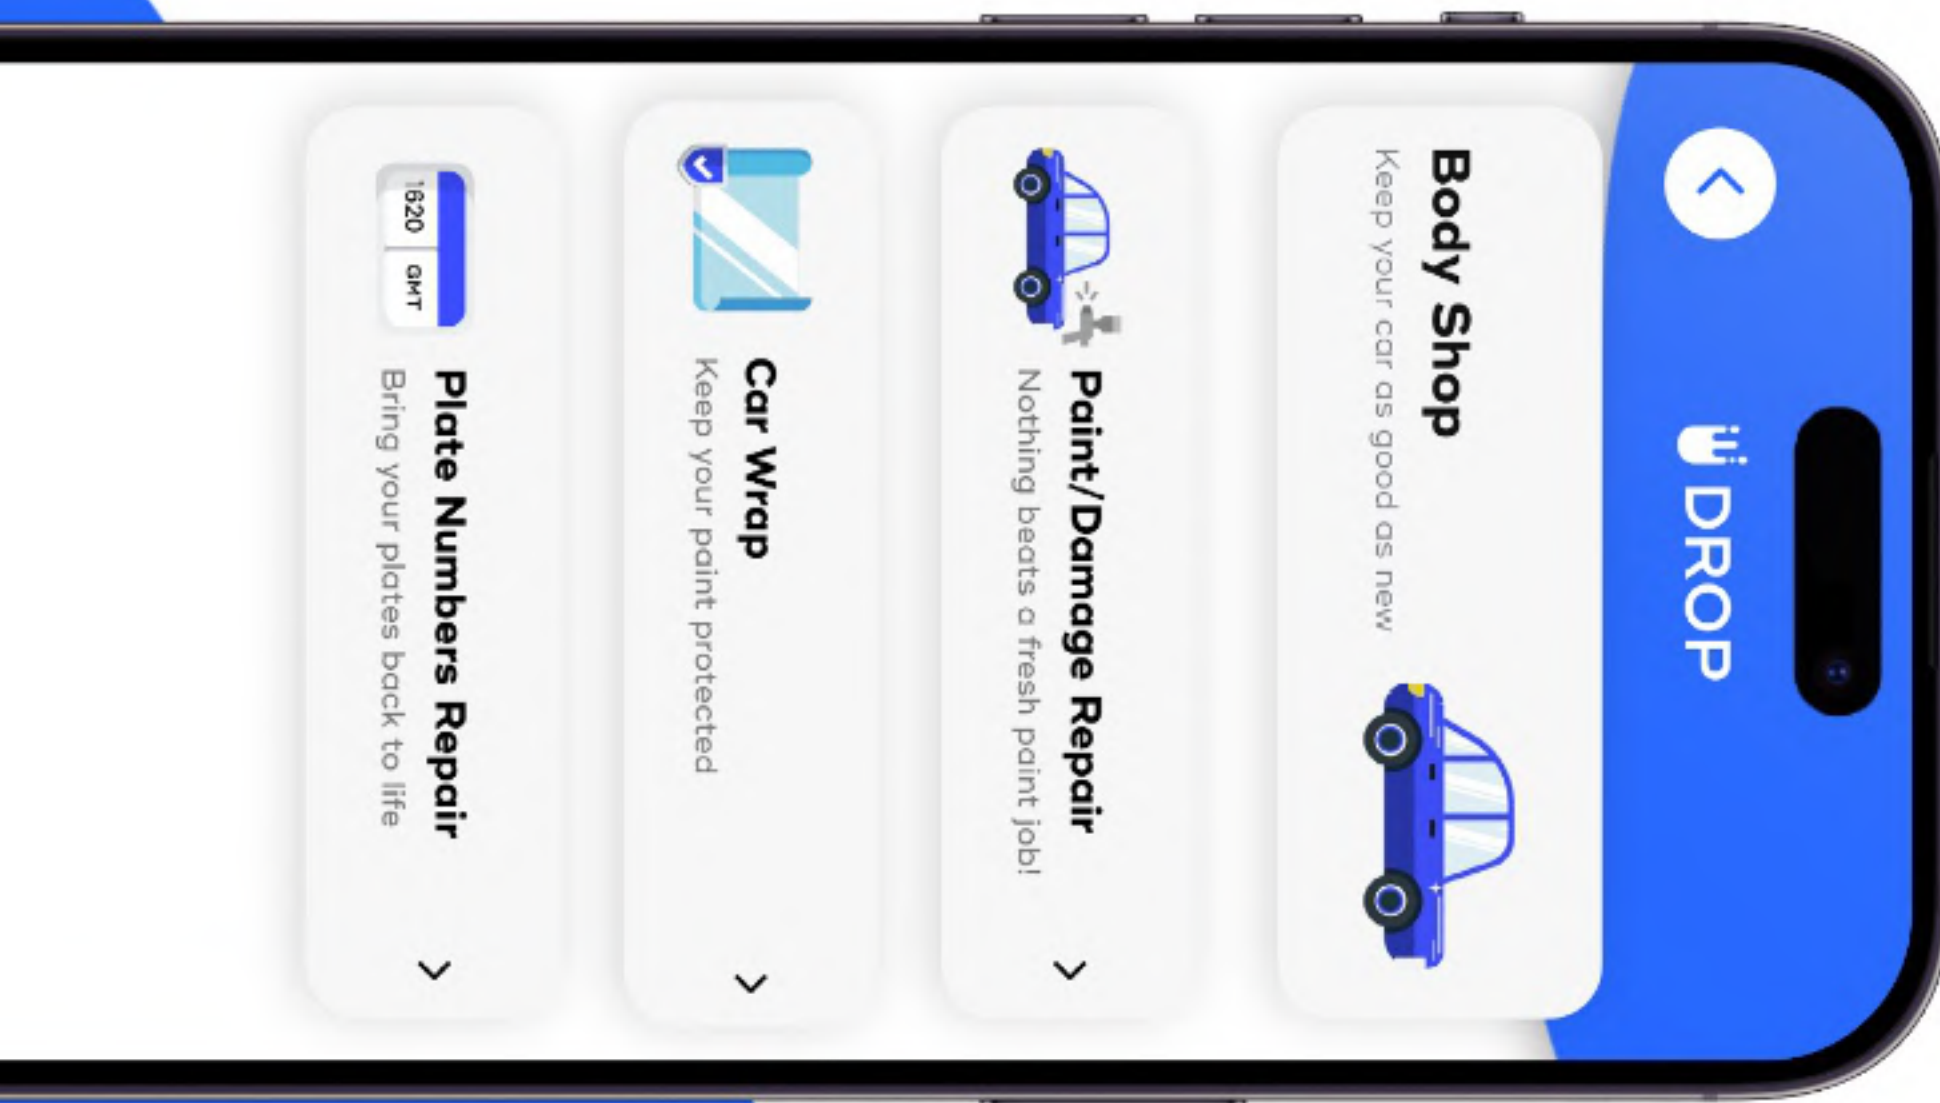 DROP
Body Shop
Keep your car as good as new
Paint/Damage Repair
Nothing beats a fresh paint job!
Car Wrap
Keep your paint protected
1620 GMT
Plate Numbers Repair
Bring your plates back to life